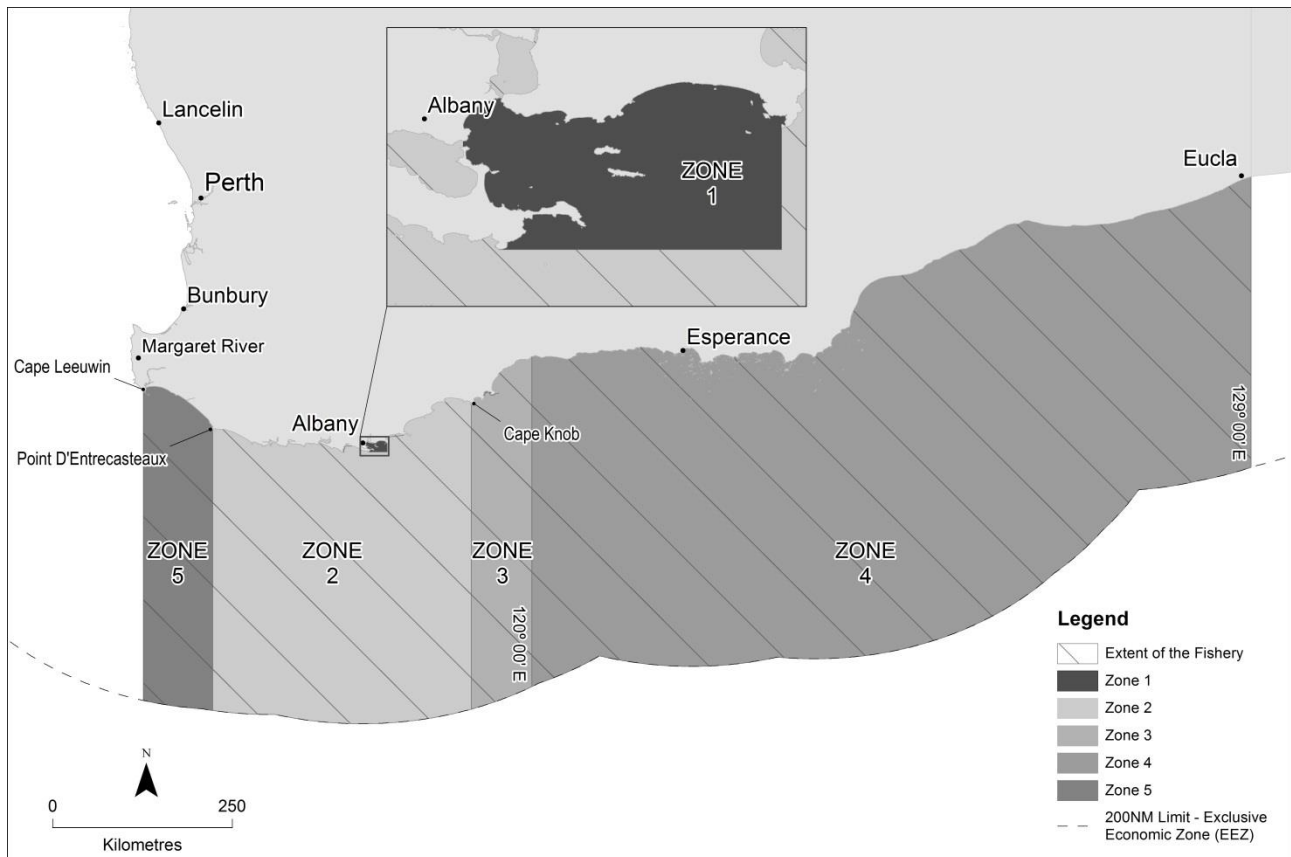 Lancelin
Perth
Bunbury
Margaret River
Cape Leeuwin
Point D'Entrecasteaux
Albany
Albany
ZONE
1
Eucla
Esperance
Cape Knob
129° 00' E
120° 00' E
ZONE
5
ZONE
2
ZONE
3
ZONE
4
N
0
250
Kilometres
Legend
Extent of the Fishery
Zone 1
Zone 2
Zone 3
Zone 4
Zone 5
200NM Limit - Exclusive
Economic Zone (EEZ)